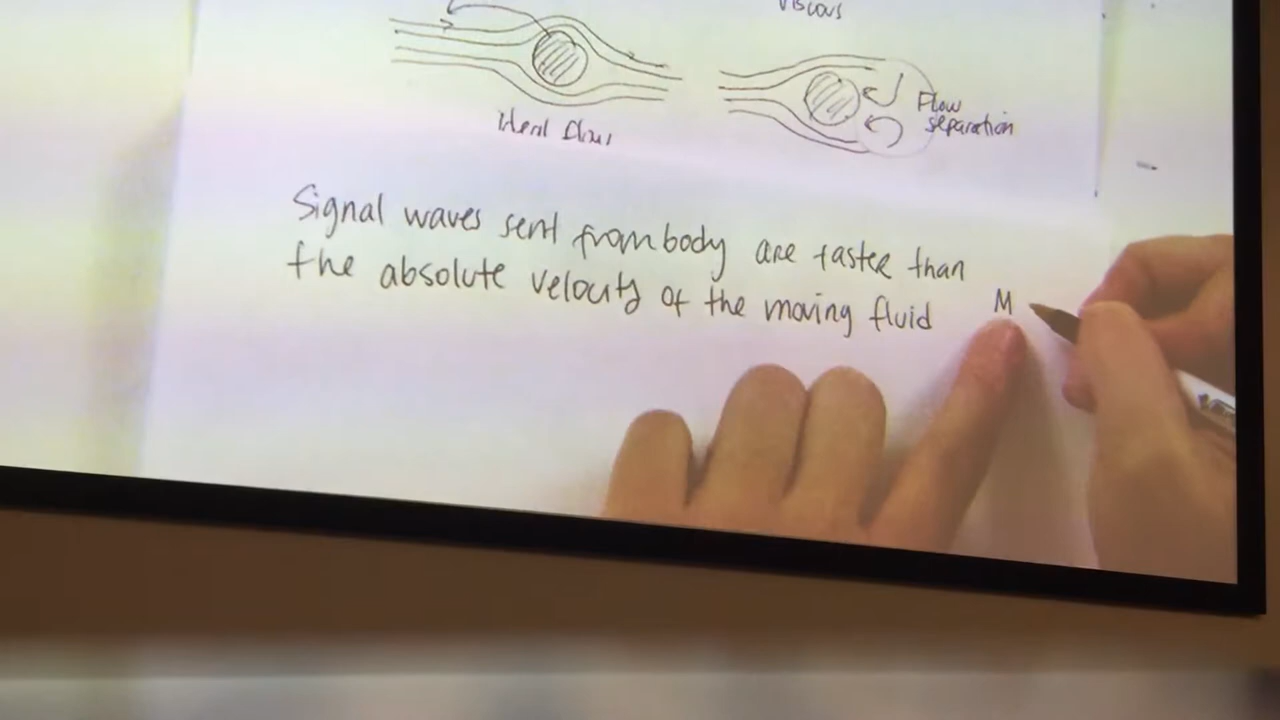 Viscous
Flow
separation
Ideal flow
Signal waves sent from body are faster than
the absolute velocity of the moving fluid
M